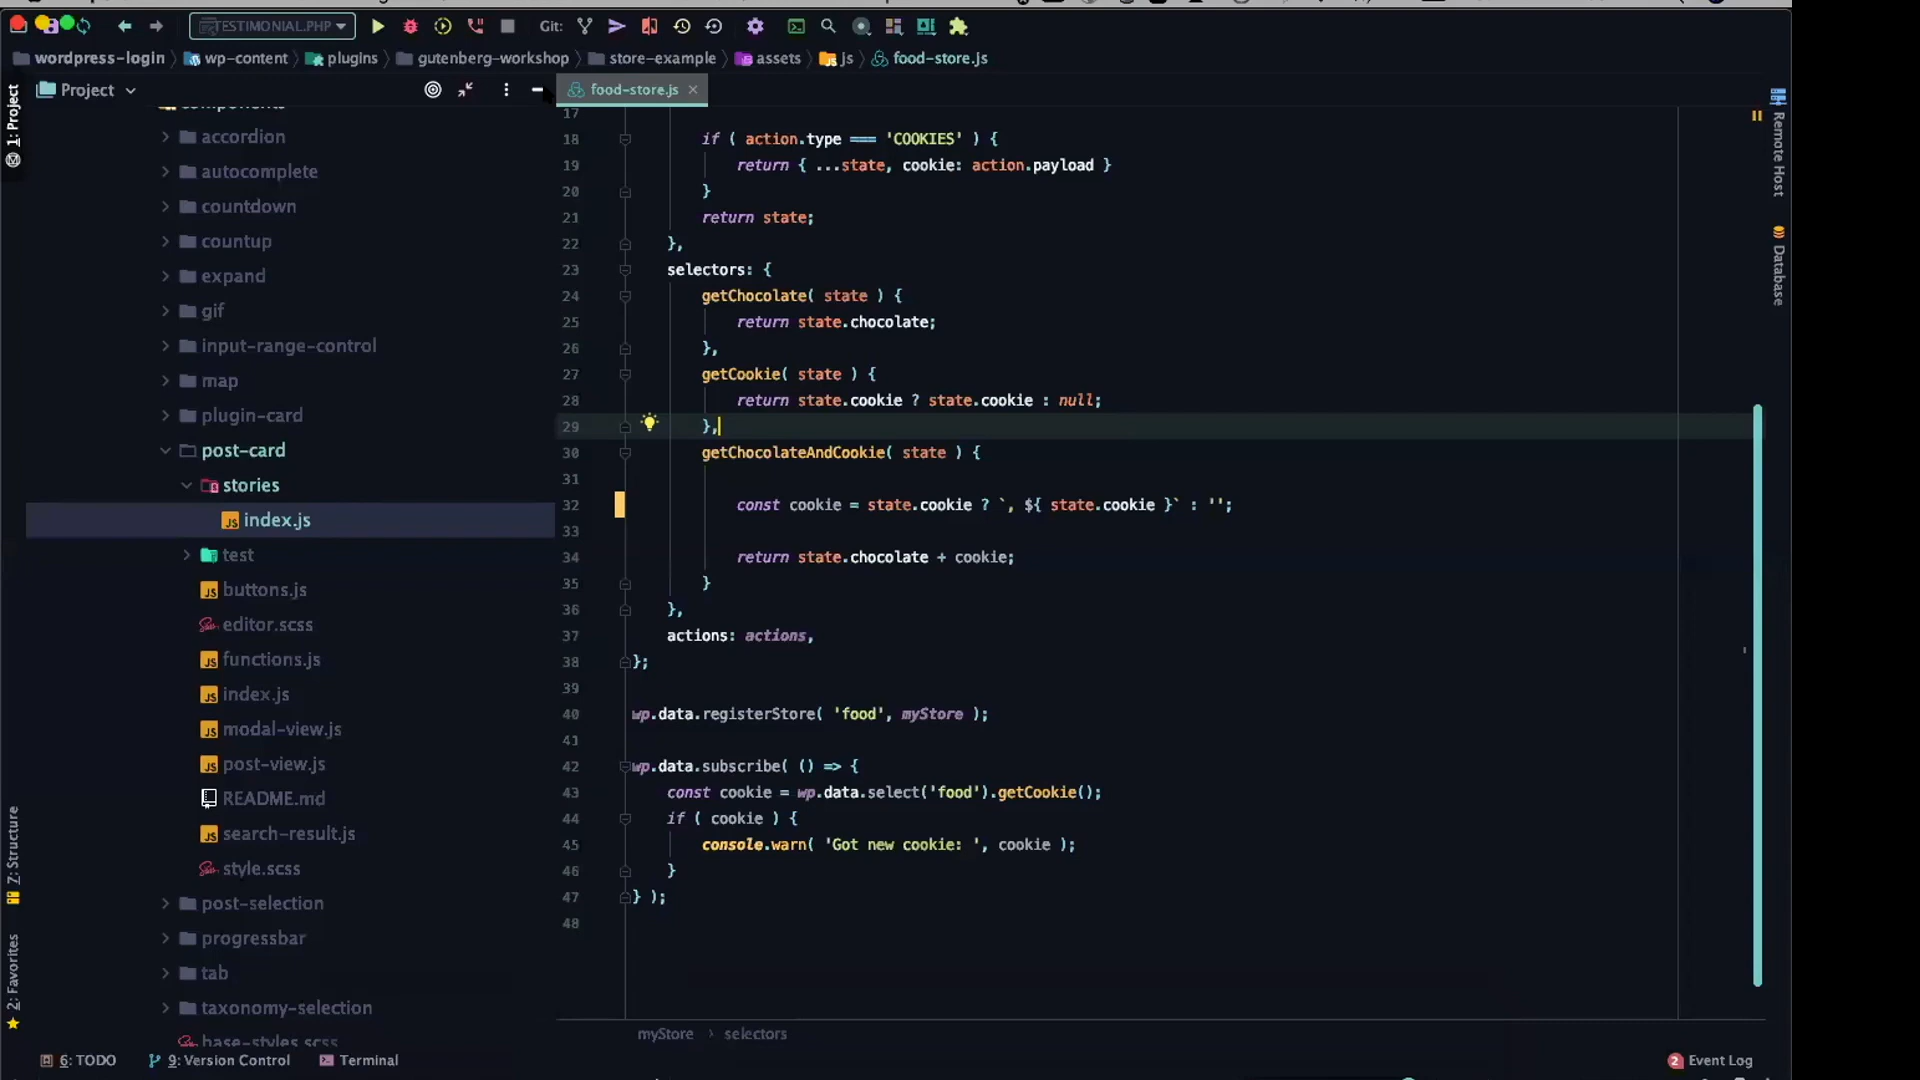 TESTIMONIAL.PHP
Git:
wordpress-login
wp-content
plugins
gutenberg-workshop
store-example
assets
js
food-store.js
1: Project
Project
food-store.js
components
accordion
autocomplete
countdown
countup
expand
gif
input-range-control
map
plugin-card
post-card
stories
index.js
test
buttons.js
editor.scss
functions.js
index.js
modal-view.js
post-view.js
README.md
search-result.js
style.scss
post-selection
progressbar
tab
taxonomy-selection
base-styles.scss
17
18 if ( action.type === 'COOKIES' ) {
19 return { ...state, cookie: action.payload }
20 }
21 return state;
22 },
23 selectors: {
24 getChocolate( state ) {
25 return state.chocolate;
26 },
27 getCookie( state ) {
28 return state.cookie ? state.cookie : null;
29 },
30 getChocolateAndCookie( state ) {
31
32 const cookie = state.cookie ? `, ${ state.cookie }` : '';
33
34 return state.chocolate + cookie;
35 }
36 },
37 actions: actions,
38 };
39
40 wp.data.registerStore( 'food', myStore );
41
42 wp.data.subscribe( () => {
43 const cookie = wp.data.select('food').getCookie();
44 if ( cookie ) {
45 console.warn( 'Got new cookie: ', cookie );
46 }
47 } );
48
myStore > selectors
Remote Host
Database
7: Structure
2: Favorites
6: TODO
9: Version Control
Terminal
2 Event Log